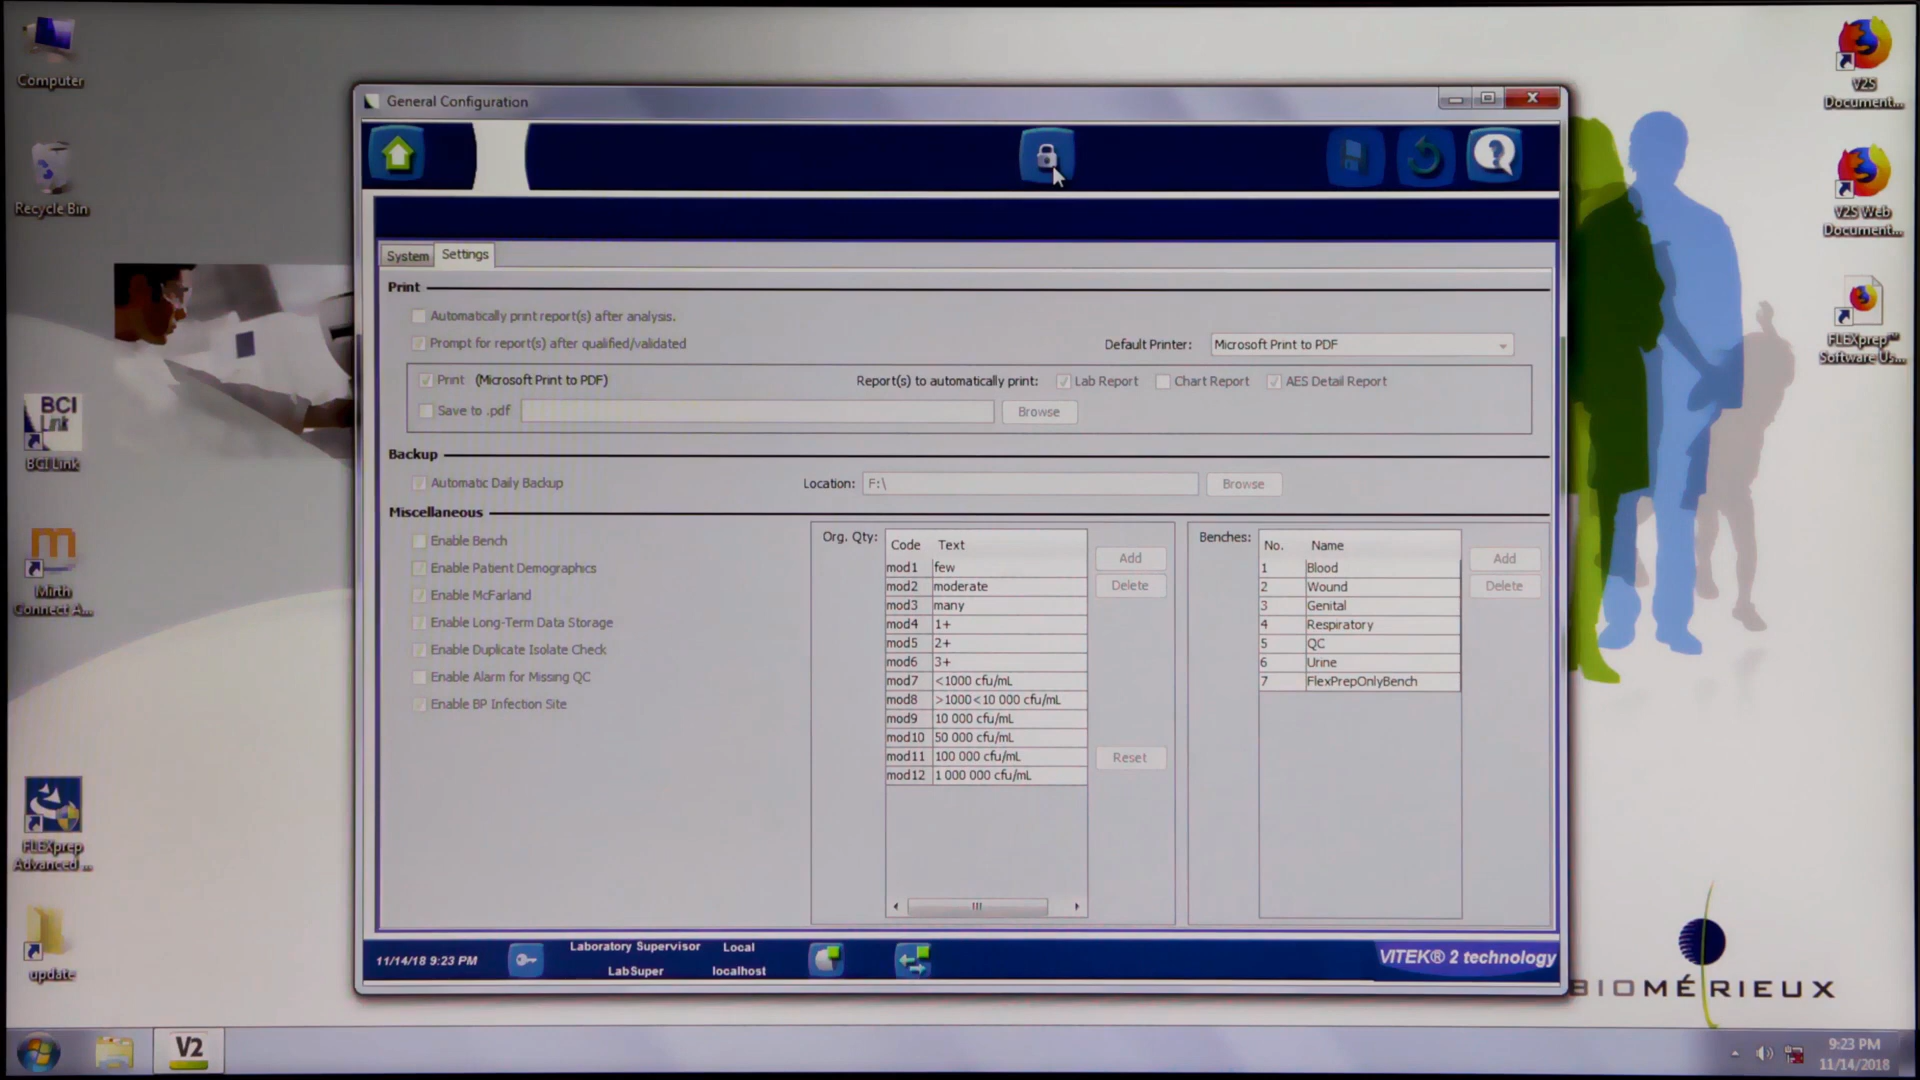 Computer
Recycle Bin
BCI
Link
BCI Link
Mirth
Connect A...
FLEXprep
Advanced ...
update
General Configuration
System
Settings
Print
Automatically print report(s) after analysis.
Prompt for report(s) after qualified/validated
Default Printer: Microsoft Print to PDF
Print (Microsoft Print to PDF)
Report(s) to automatically print: Lab Report Chart Report AES Detail Report
Save to .pdf Browse
Backup
Automatic Daily Backup
Location: F:\ Browse
Miscellaneous
Enable Bench
Enable Patient Demographics
Enable McFarland
Enable Long-Term Data Storage
Enable Duplicate Isolate Check
Enable Alarm for Missing QC
Enable BP Infection Site
Org. Qty:
Code Text
mod1 few
mod2 moderate
mod3 many
mod4 1+
mod5 2+
mod6 3+
mod7 <1000 cfu/mL
mod8 >1000<10 000 cfu/mL
mod9 10 000 cfu/mL
mod10 50 000 cfu/mL
mod11 100 000 cfu/mL
mod12 1 000 000 cfu/mL
Add
Delete
Reset
Benches:
No. Name
1 Blood
2 Wound
3 Genital
4 Respiratory
5 QC
6 Urine
7 FlexPrepOnlyBench
Add
Delete
11/14/18 9:23 PM
Laboratory Supervisor
LabSuper
Local
localhost
VITEK® 2 technology
V2S
Document...
V2S Web
Document...
FLEXprep™
Software Us...
BIOMÉRIEUX
V2
9:23 PM
11/14/2018